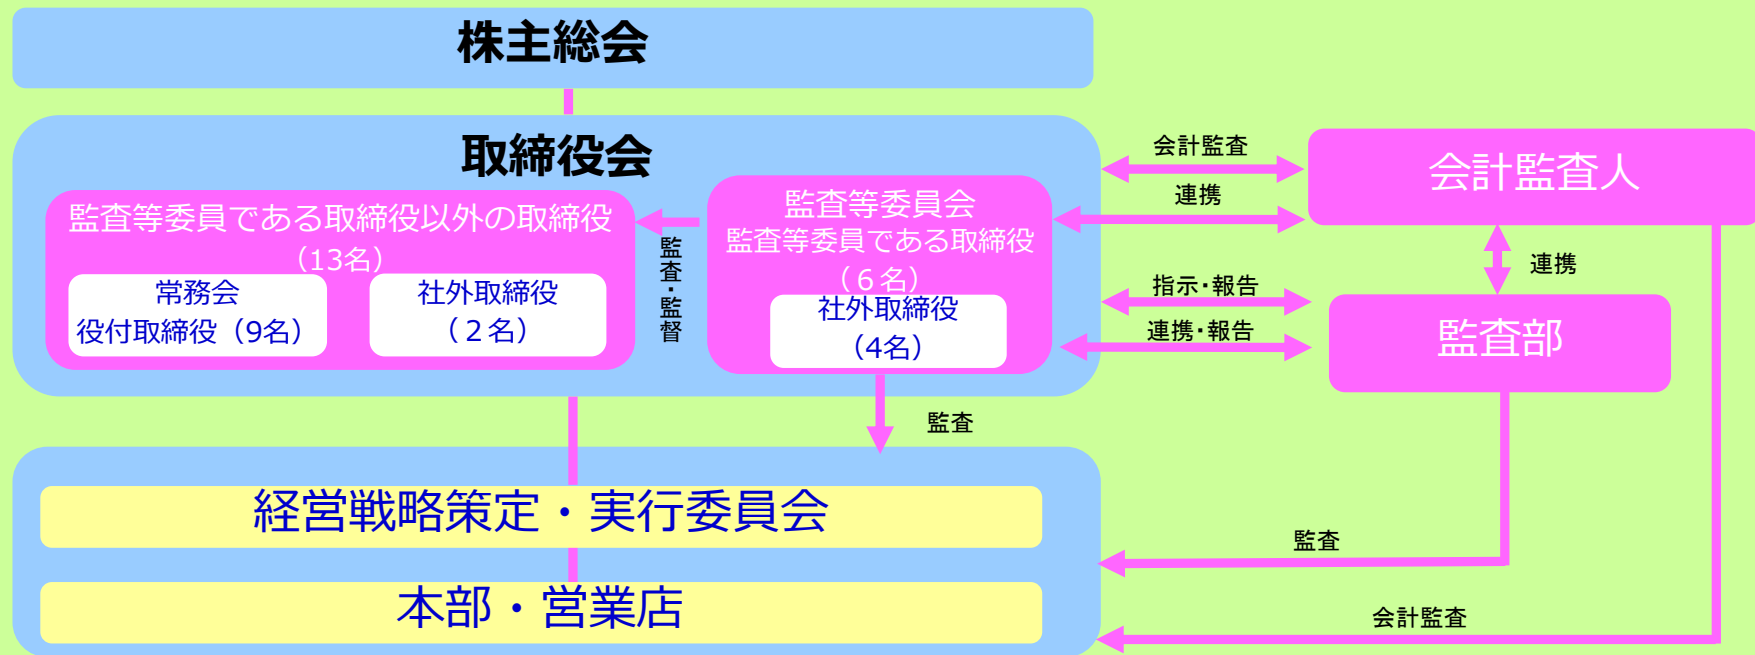 株主総会
取締役会
監査等委員である取締役以外の取締役
（13名）
常務会
役付取締役（9名）
社外取締役
（２名）
監査・監督
監査等委員会
監査等委員である取締役
（６名）
社外取締役
（4名）
会計監査
連携
会計監査人
連携
指示・報告
連携・報告
監査部
監査
経営戦略策定・実行委員会
監査
本部・営業店
会計監査